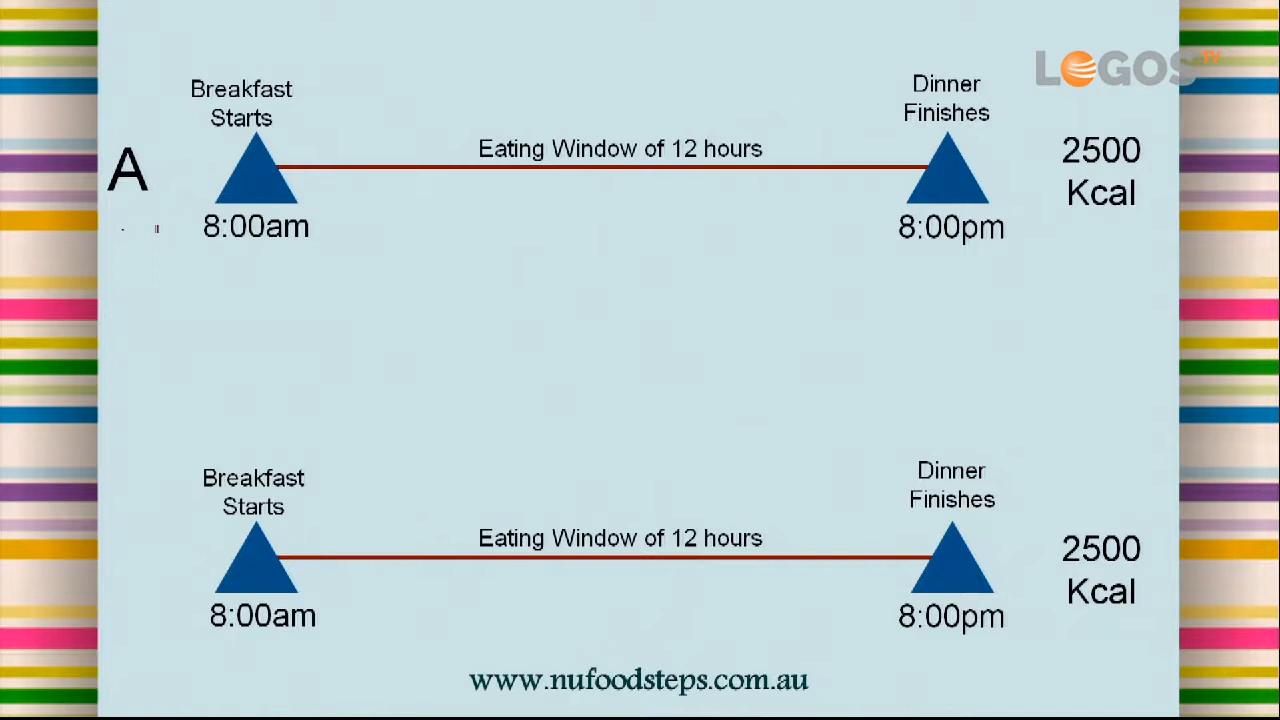 LOGOS TV
Breakfast
Starts
Dinner
Finishes
A
Eating Window of 12 hours
2500
Kcal
8:00am
8:00pm
Breakfast
Starts
Dinner
Finishes
Eating Window of 12 hours
2500
Kcal
8:00am
8:00pm
www.nufoodsteps.com.au